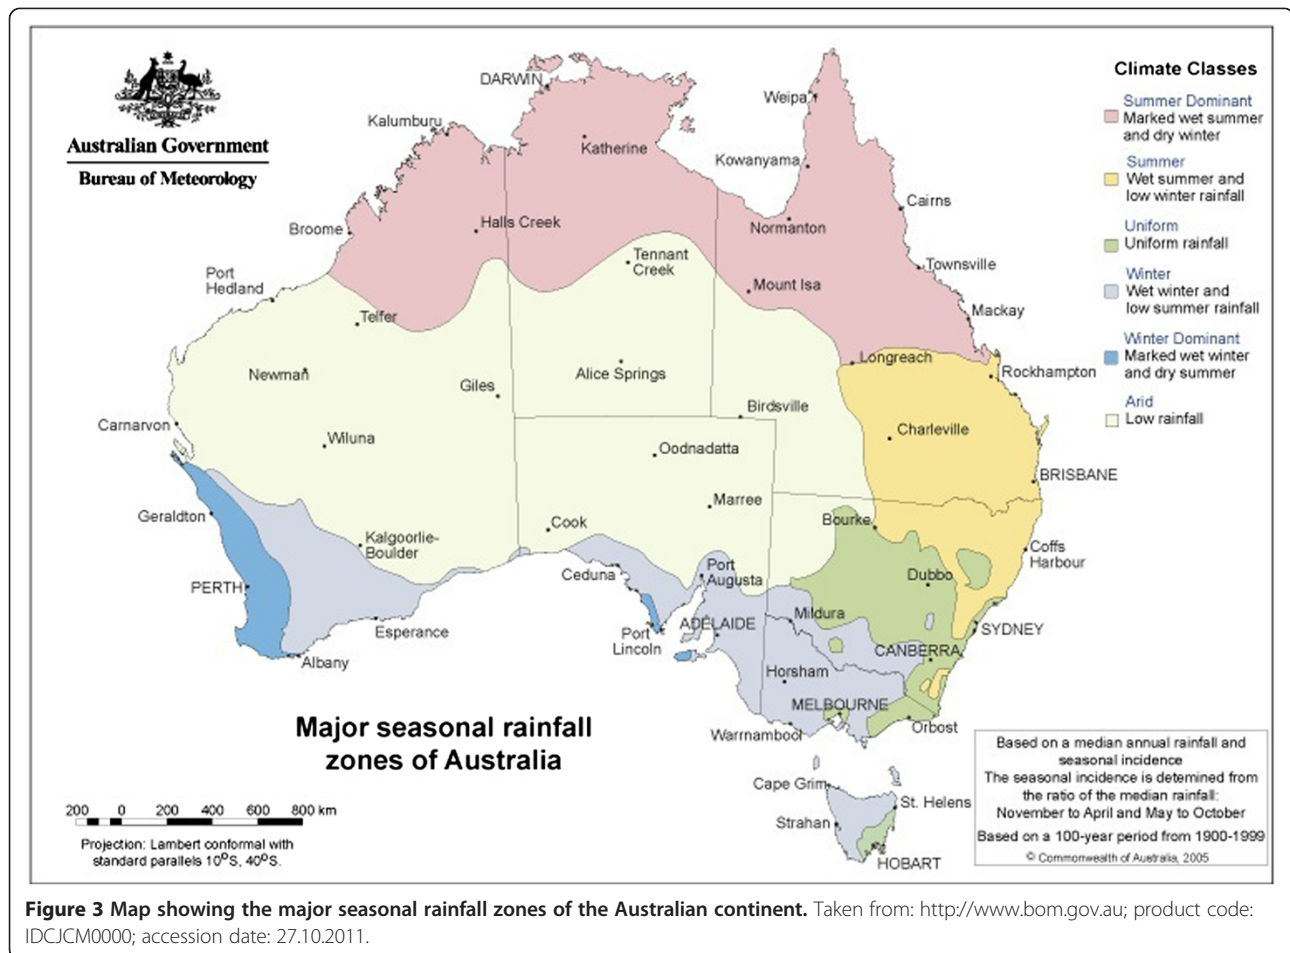 Australian Government
Bureau of Meteorology
DARWIN
Kalumburu
Katherine
Weipa
Kowanyama
Cairns
Broome
Halls Creek
Normanton
Tennant
Creek
Townsville
Port
Hedland
Mount Isa
Telfer
Mackay
Longreach
Newman
Giles
Alice Springs
Rockhampton
Birdsville
Carnarvon
Wiluna
Charleville
Oodnadatta
BRISBANE
Marree
Geraldton
Cook
Bourke
Kalgoorlie-
Boulder
Coffs
Harbour
Ceduna
Port
Augusta
Dubbo
PERTH
Mildura
ADELAIDE
SYDNEY
Esperance
Port
Lincoln
CANBERRA
Albany
Horsham
MELBOURNE
Orbost
Warrnambool
Cape Grim
St. Helens
Strahan
HOBART
Climate Classes
Summer Dominant
Marked wet summer
and dry winter
Summer
Wet summer and
low winter rainfall
Uniform
Uniform rainfall
Winter
Wet winter and
low summer rainfall
Winter Dominant
Marked wet winter
and dry summer
Arid
Low rainfall
Major seasonal rainfall
zones of Australia
200 0 200 400 600 800 km
Projection: Lambert conformal with
standard parallels 10°S, 40°S.
Based on a median annual rainfall and
seasonal incidence
The seasonal incidence is detemined from
the ratio of the median rainfall:
November to April and May to October
Based on a 100-year period from 1900-1999
© Commonwealth of Australia, 2005
Figure 3 Map showing the major seasonal rainfall zones of the Australian continent. Taken from: http://www.bom.gov.au; product code:
IDCJCM0000; accession date: 27.10.2011.